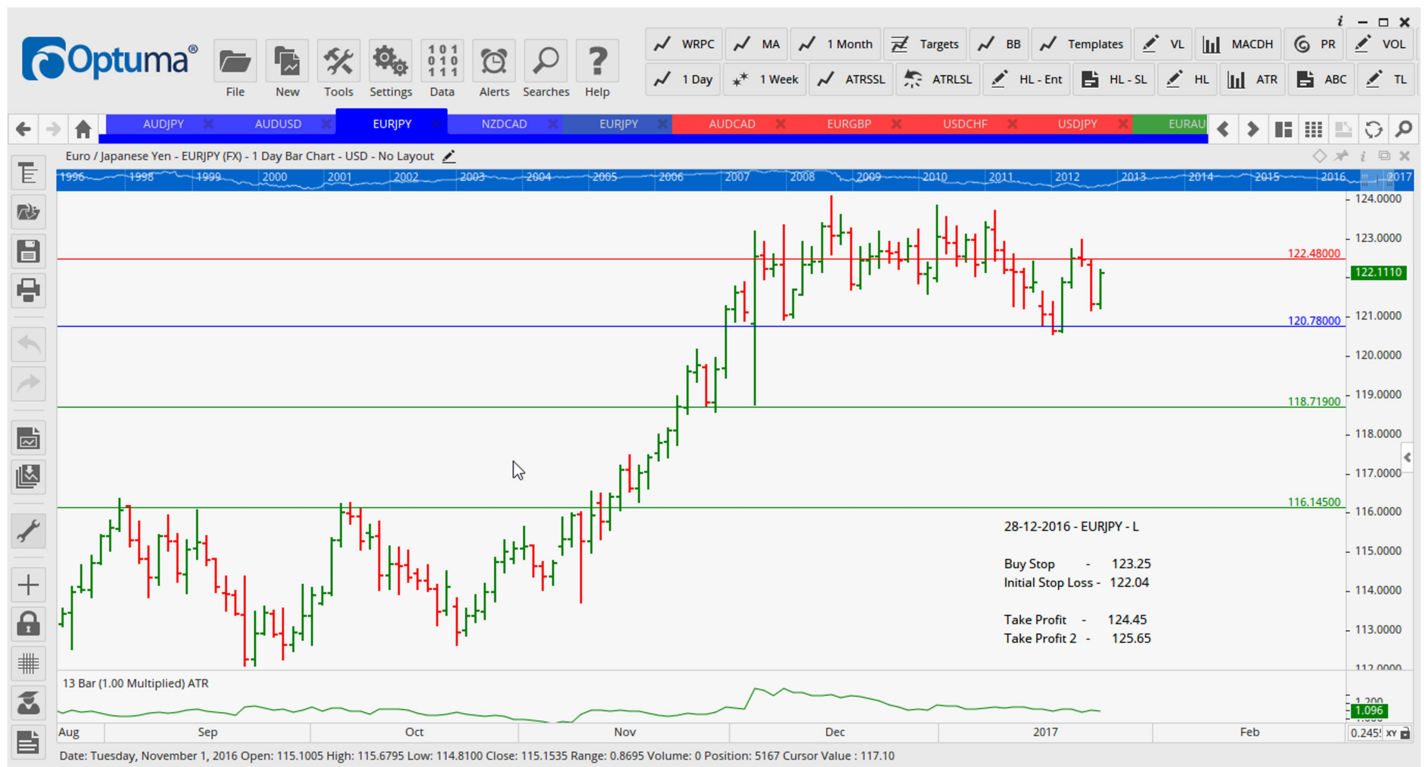 i
Optuma®
File
New
Tools
Settings
101
010
111
Data
Alerts
Searches
?
Help
WRPC
MA
1 Month
Targets
BB
Templates
VL
MACDH
PR
VOL
1 Day
1 Week
ATRSSL
ATRLSL
HL - Ent
HL - SL
HL
ATR
ABC
TL
AUDJPY
AUDUSD
EURJPY
NZDCAD
EURJPY
AUDCAD
EURGBP
USDCHF
USDJPY
EURAU
Euro / Japanese Yen - EURJPY (FX) - 1 Day Bar Chart - USD - No Layout
1996 1998 1999 2000 2001 2002 2003 2004 2005 2006 2007 2008 2009 2010 2011 2012 2013 2014 2015 2016 2017
124.0000
123.0000
122.48000
122.1110
121.0000
120.78000
120.0000
119.0000
118.71900
118.0000
117.0000
116.14500
116.0000
115.0000
114.0000
113.0000
112.0000
28-12-2016 - EURJPY - L
Buy Stop - 123.25
Initial Stop Loss - 122.04
Take Profit - 124.45
Take Profit 2 - 125.65
13 Bar (1.00 Multiplied) ATR
1.200
1.096
Aug Sep Oct Nov Dec 2017 Feb
XY
Date: Tuesday, November 1, 2016 Open: 115.1005 High: 115.6795 Low: 114.8100 Close: 115.1535 Range: 0.8695 Volume: 0 Position: 5167 Cursor Value : 117.10